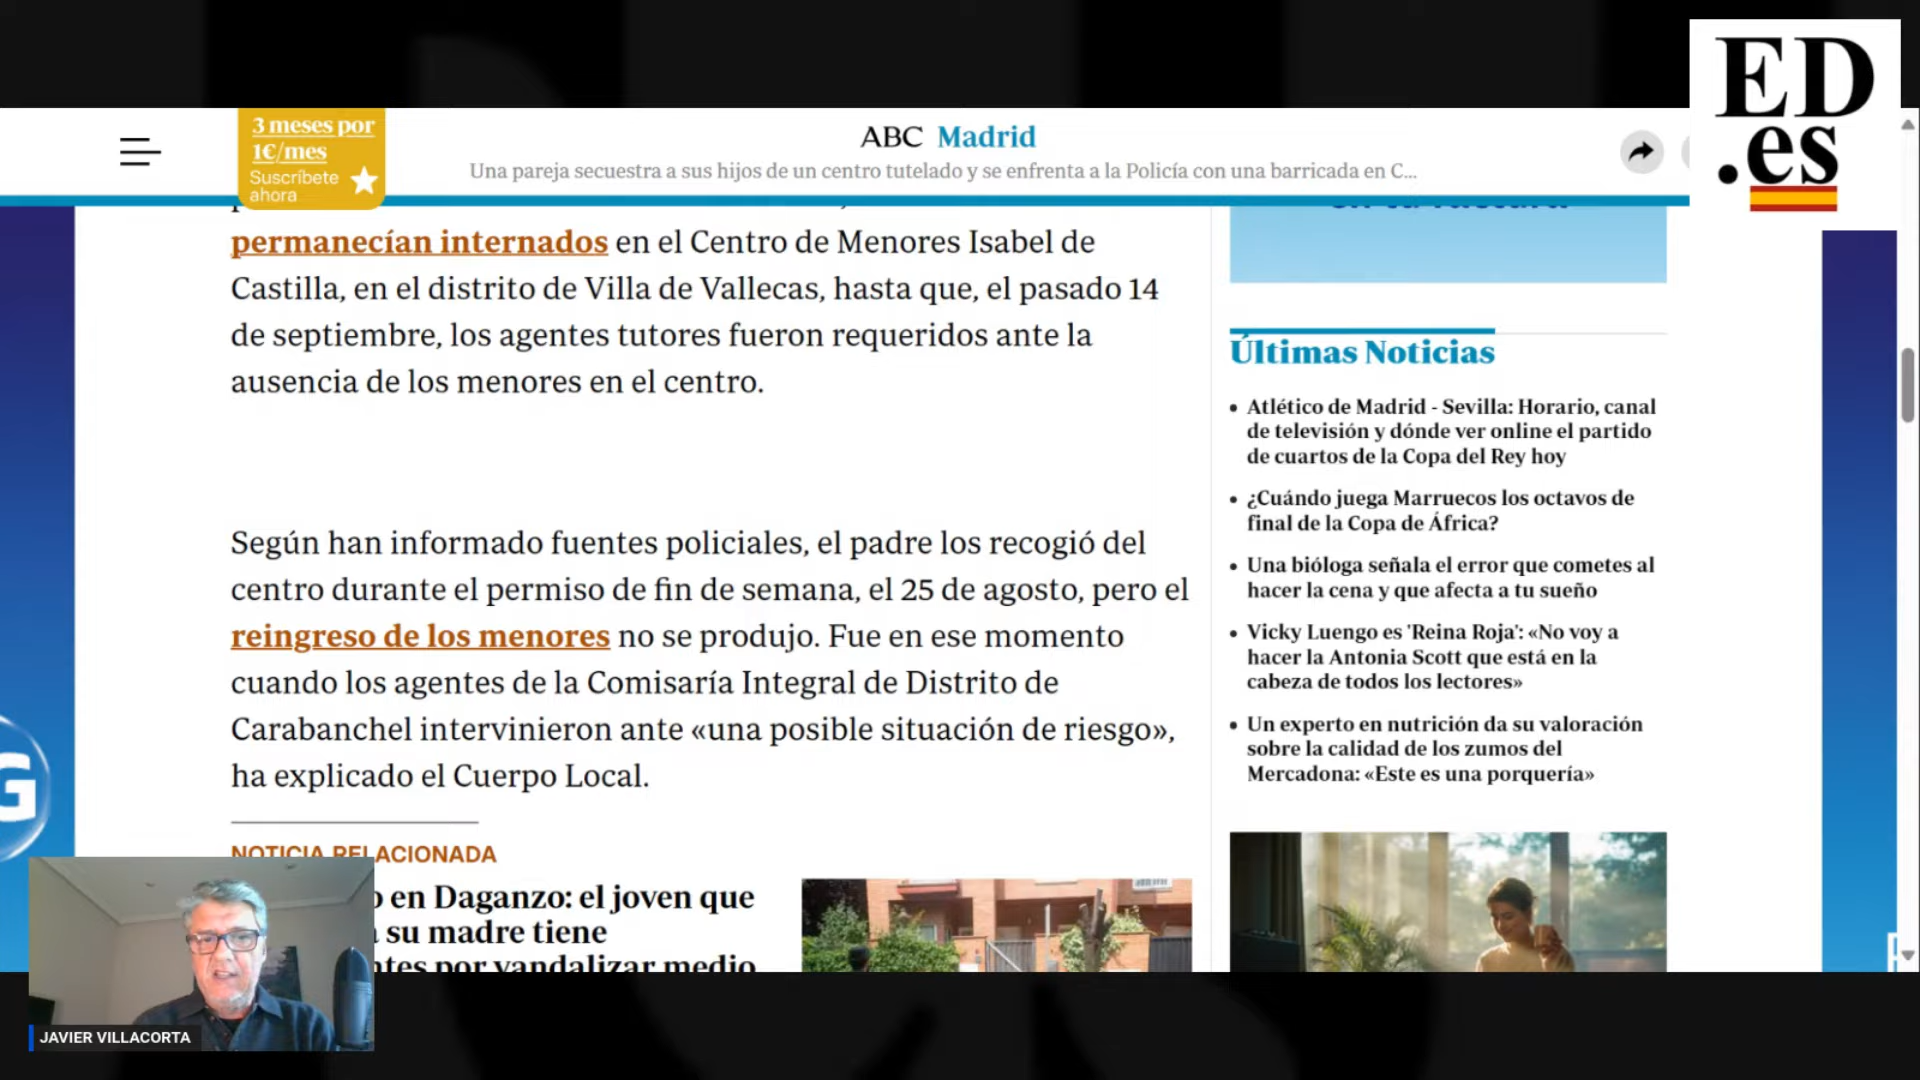 ED
.es
3 meses por
1€/mes
Suscríbete
ahora
ABC Madrid
Una pareja secuestra a sus hijos de un centro tutelado y se enfrenta a la Policía con una barricada en C...
permanecían internados en el Centro de Menores Isabel de
Castilla, en el distrito de Villa de Vallecas, hasta que, el pasado 14
de septiembre, los agentes tutores fueron requeridos ante la
ausencia de los menores en el centro.
Según han informado fuentes policiales, el padre los recogió del
centro durante el permiso de fin de semana, el 25 de agosto, pero el
reingreso de los menores no se produjo. Fue en ese momento
cuando los agentes de la Comisaría Integral de Distrito de
Carabanchel intervinieron ante «una posible situación de riesgo»,
ha explicado el Cuerpo Local.
NOTICIA RELACIONADA
en Daganzo: el joven que
su madre tiene
por vandalizar medio
Últimas Noticias
• Atlético de Madrid - Sevilla: Horario, canal
de televisión y dónde ver online el partido
de cuartos de la Copa del Rey hoy
• ¿Cuándo juega Marruecos los octavos de
final de la Copa de África?
• Una bióloga señala el error que cometes al
hacer la cena y que afecta a tu sueño
• Vicky Luengo es 'Reina Roja': «No voy a
hacer la Antonia Scott que está en la
cabeza de todos los lectores»
• Un experto en nutrición da su valoración
sobre la calidad de los zumos del
Mercadona: «Este es una porquería»
G
JAVIER VILLACORTA